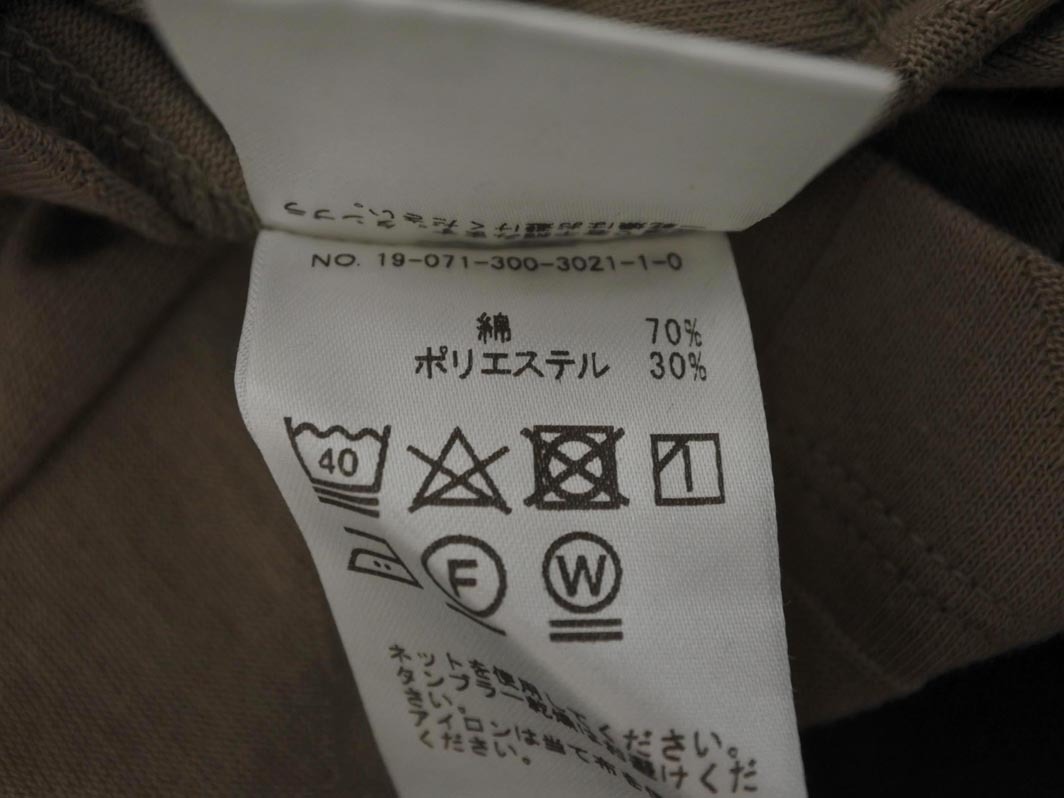 NO. 19-071-300-3021-1-0
綿 70%
ポリエステル 30%
40
F
W
ネットを使用してください。
タンブラー乾燥はお避けくだ
さい。
アイロンは当て布を
ください。